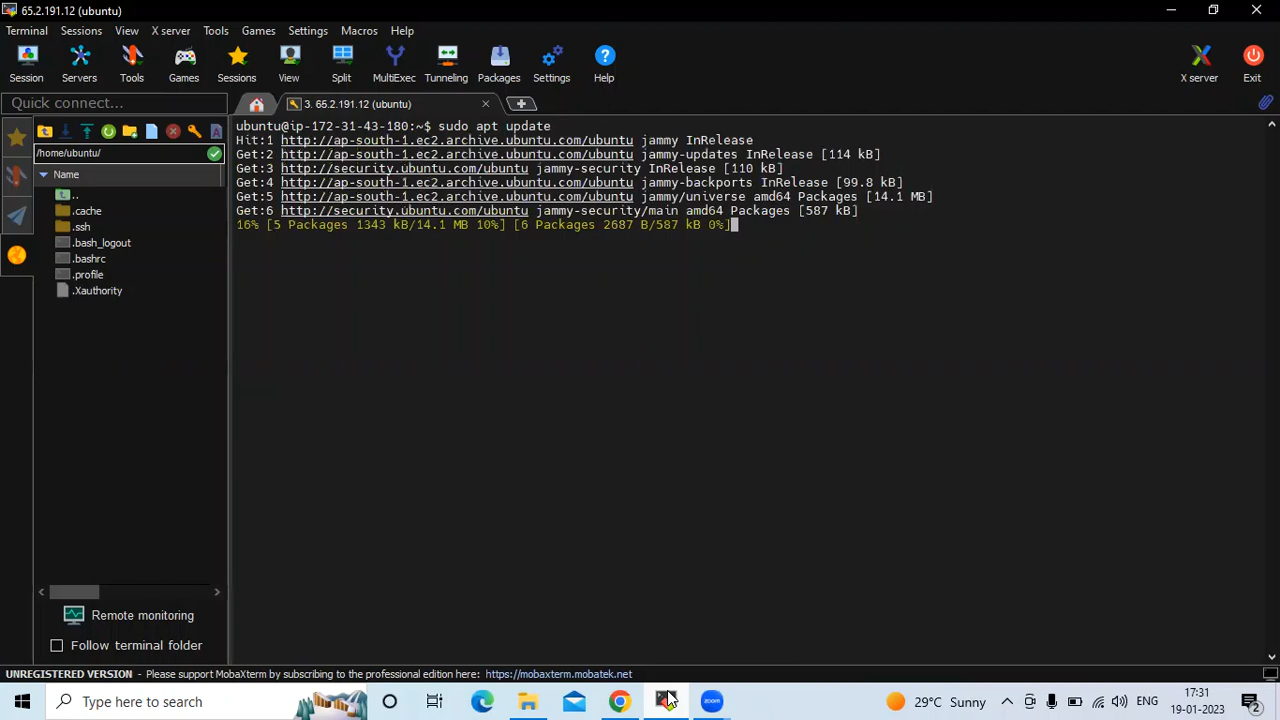 65.2.191.12 (ubuntu)
Terminal Sessions View X server Tools Games Settings Macros Help
Session Servers Tools Games Sessions View Split MultiExec Tunneling Packages Settings Help X server Exit
Quick connect...
3. 65.2.191.12 (ubuntu)
/home/ubuntu/
Name
..
.cache
.ssh
.bash_logout
.bashrc
.profile
.Xauthority
ubuntu@ip-172-31-43-180:~$ sudo apt update
Hit:1 http://ap-south-1.ec2.archive.ubuntu.com/ubuntu jammy InRelease
Get:2 http://ap-south-1.ec2.archive.ubuntu.com/ubuntu jammy-updates InRelease [114 kB]
Get:3 http://security.ubuntu.com/ubuntu jammy-security InRelease [110 kB]
Get:4 http://ap-south-1.ec2.archive.ubuntu.com/ubuntu jammy-backports InRelease [99.8 kB]
Get:5 http://ap-south-1.ec2.archive.ubuntu.com/ubuntu jammy/universe amd64 Packages [14.1 MB]
Get:6 http://security.ubuntu.com/ubuntu jammy-security/main amd64 Packages [587 kB]
16% [5 Packages 1343 kB/14.1 MB 10%] [6 Packages 2687 B/587 kB 0%]
Remote monitoring
Follow terminal folder
UNREGISTERED VERSION - Please support MobaXterm by subscribing to the professional edition here: https://mobaxterm.mobatek.net
Type here to search
zoom
29°C Sunny
ENG
17:31
19-01-2023
2